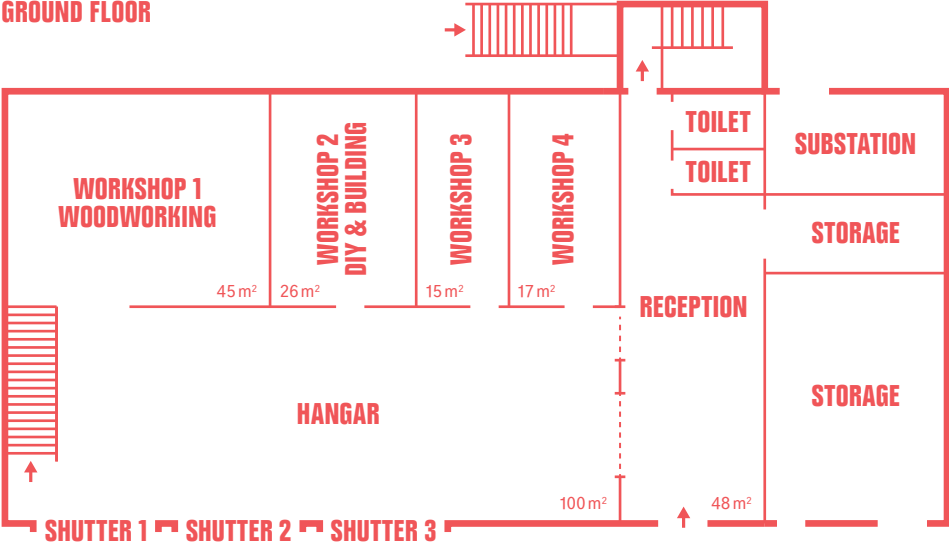 GROUND FLOOR
TOILET
TOILET
SUBSTATION
WORKSHOP 1
WOODWORKING
WORKSHOP 2
DIY & BUILDING
WORKSHOP 3
WORKSHOP 4
STORAGE
45 m²
26 m²
15 m²
17 m²
RECEPTION
STORAGE
HANGAR
100 m²
48 m²
SHUTTER 1
SHUTTER 2
SHUTTER 3